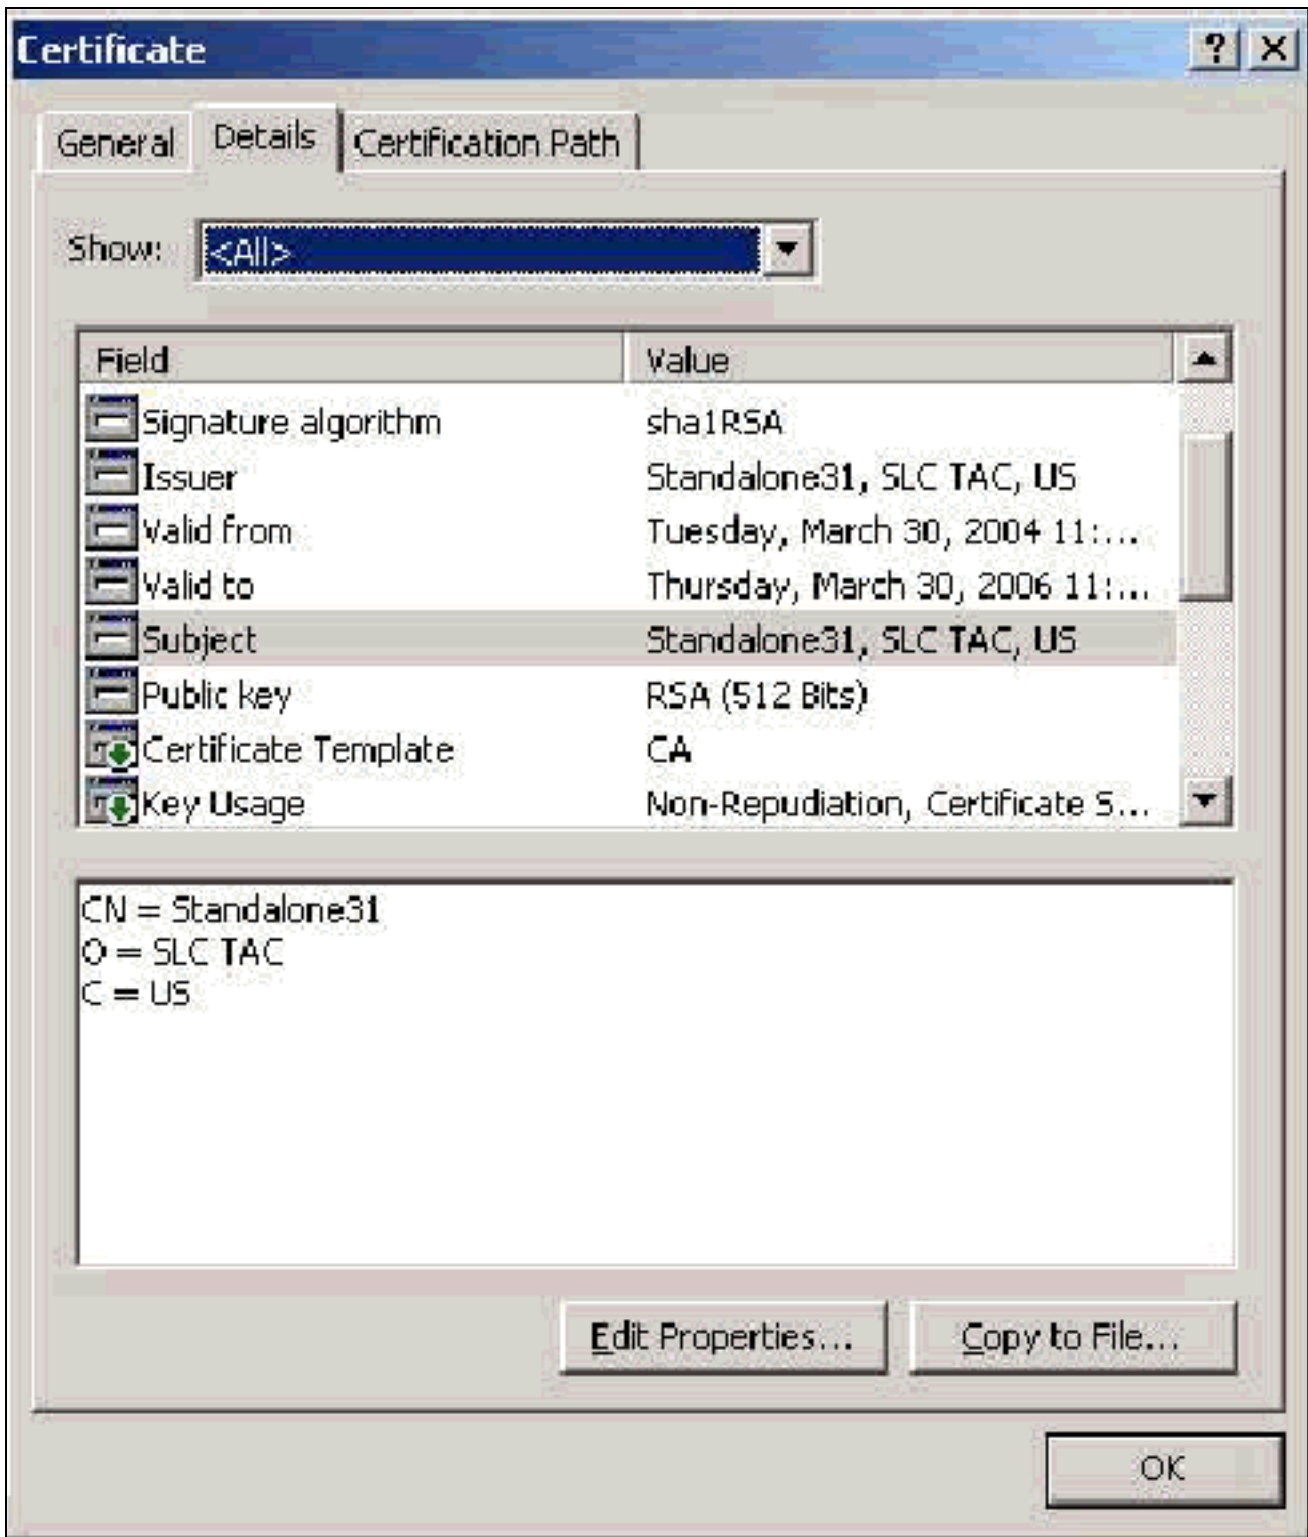 Certificate
General Details Certification Path
Show: <All>
Field Value
Signature algorithm sha1RSA
Issuer Standalone31, SLC TAC, US
Valid from Tuesday, March 30, 2004 11:...
Valid to Thursday, March 30, 2006 11:...
Subject Standalone31, SLC TAC, US
Public key RSA (512 Bits)
Certificate Template CA
Key Usage Non-Repudiation, Certificate S...
CN = Standalone31
O = SLC TAC
C = US
Edit Properties... Copy to File...
OK